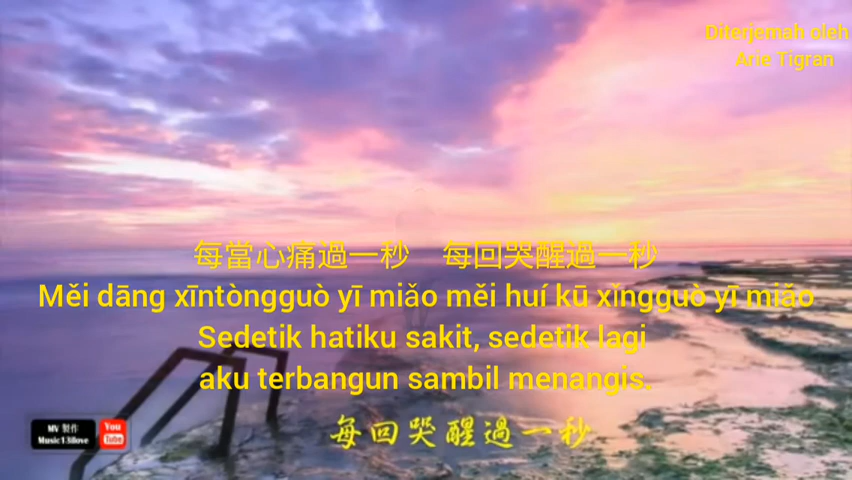 Diterjemah oleh
Arie Tigran
每當心痛過一秒 每回哭醒過一秒
Měi dāng xīntòngguò yī miǎo měi huí kū xǐngguò yī miǎo
Sedetik hatiku sakit, sedetik lagi
aku terbangun sambil menangis.
每回哭醒過一秒
MV 製作
Music13ilove
You
Tube